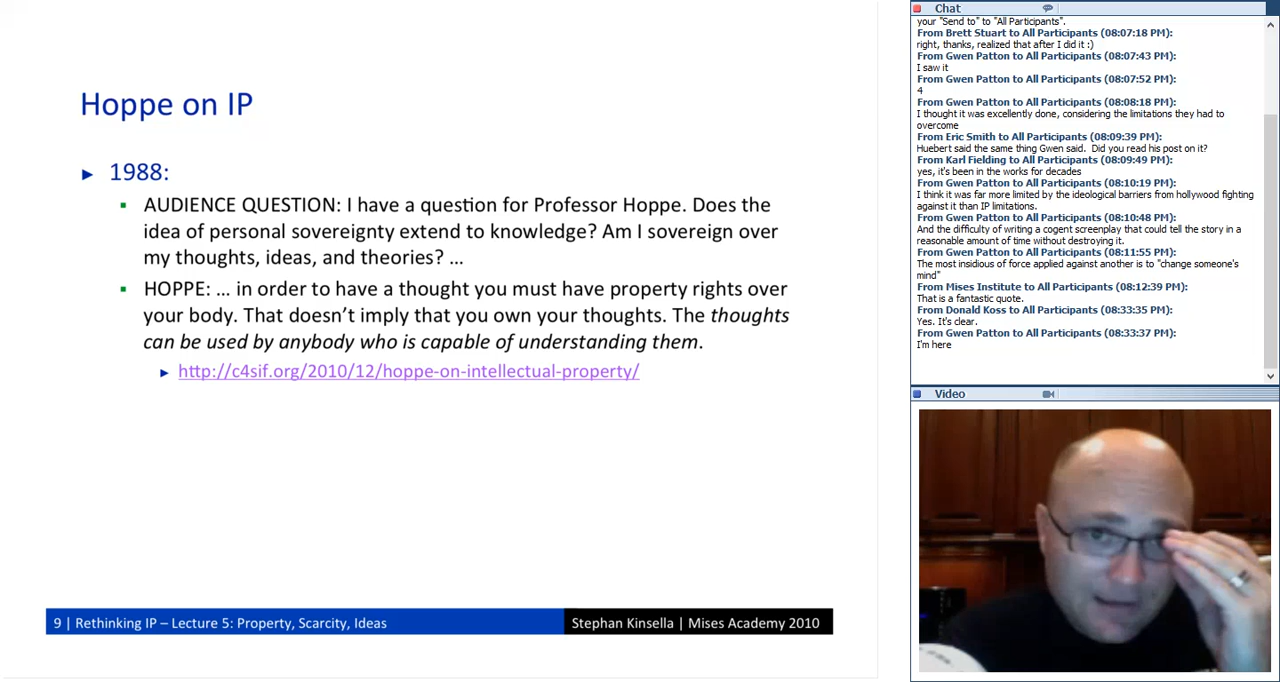 Hoppe on IP
► 1988:
▪ AUDIENCE QUESTION: I have a question for Professor Hoppe. Does the
idea of personal sovereignty extend to knowledge? Am I sovereign over
my thoughts, ideas, and theories? …
▪ HOPPE: … in order to have a thought you must have property rights over
your body. That doesn’t imply that you own your thoughts. The thoughts
can be used by anybody who is capable of understanding them.
► http://c4sif.org/2010/12/hoppe-on-intellectual-property/
9 | Rethinking IP – Lecture 5: Property, Scarcity, Ideas
Stephan Kinsella | Mises Academy 2010
Chat
your "Send to" to "All Participants".
From Brett Stuart to All Participants (08:07:18 PM):
right, thanks, realized that after I did it :)
From Gwen Patton to All Participants (08:07:43 PM):
I saw it
From Gwen Patton to All Participants (08:07:52 PM):
4
From Gwen Patton to All Participants (08:08:18 PM):
I thought it was excellently done, considering the limitations they had to
overcome
From Eric Smith to All Participants (08:09:39 PM):
Huebert said the same thing Gwen said. Did you read his post on it?
From Karl Fielding to All Participants (08:09:49 PM):
yes, it's been in the works for decades
From Gwen Patton to All Participants (08:10:19 PM):
I think it was far more limited by the ideological barriers from hollywood fighting
against it than IP limitations.
From Gwen Patton to All Participants (08:10:48 PM):
And the difficulty of writing a cogent screenplay that could tell the story in a
reasonable amount of time without destroying it.
From Gwen Patton to All Participants (08:11:55 PM):
The most insidious of force applied against another is to "change someone's
mind"
From Mises Institute to All Participants (08:12:39 PM):
That is a fantastic quote.
From Donald Koss to All Participants (08:33:35 PM):
Yes. It's clear.
From Gwen Patton to All Participants (08:33:37 PM):
I'm here
Video